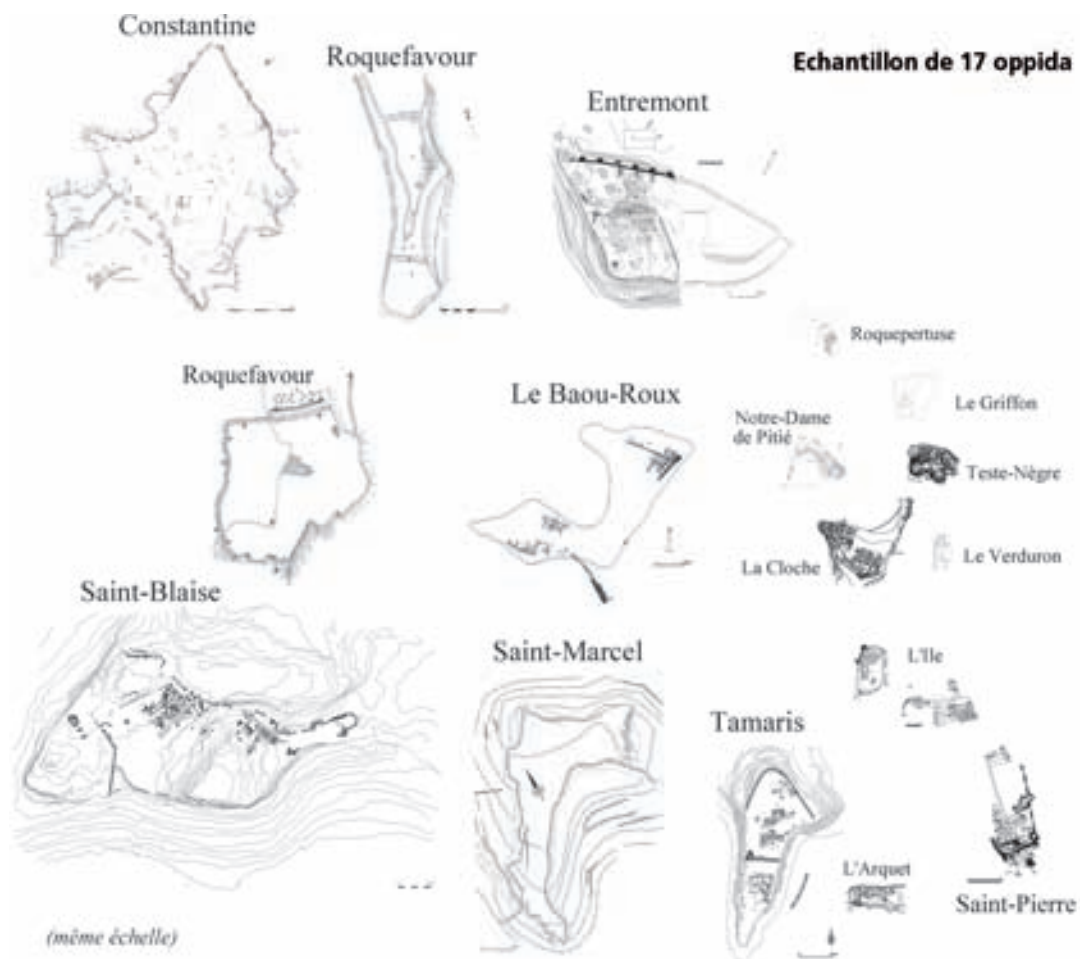 Constantine
Roquefavour
Echantillon de 17 oppida
Entremont
Roquepertuse
Roquefavour
Le Baou-Roux
Le Griffon
Notre-Dame
de Pitié
Teste-Nègre
La Cloche
Le Verduron
Saint-Blaise
Saint-Marcel
L'Ile
Tamaris
L'Arquet
Saint-Pierre
(même échelle)